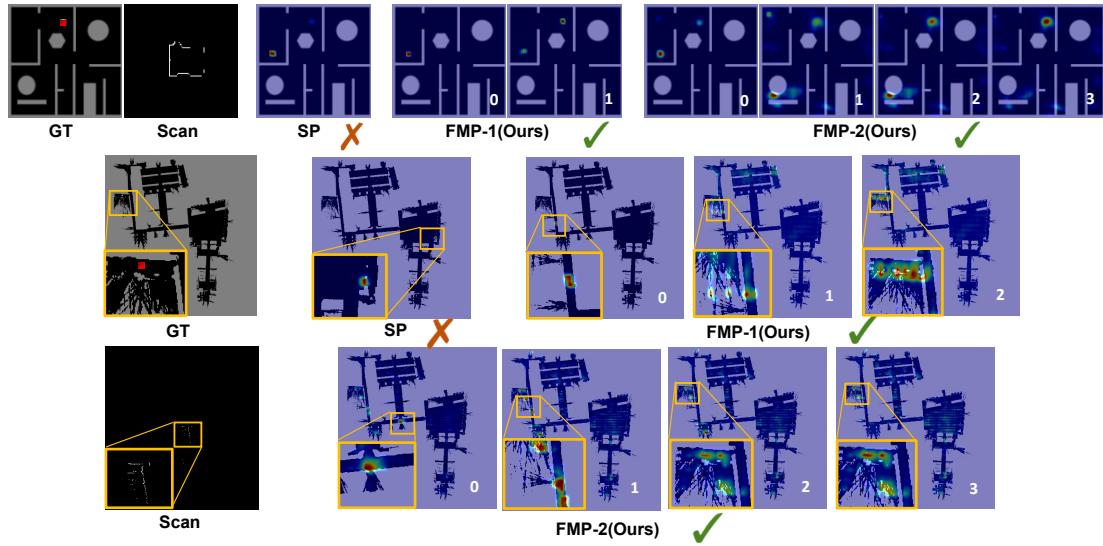 0 1 0 1 2 3
GT Scan SP FMP-1(Ours) FMP-2(Ours)
0 1 2
GT SP FMP-1(Ours)
0 1 2 3
Scan FMP-2(Ours)